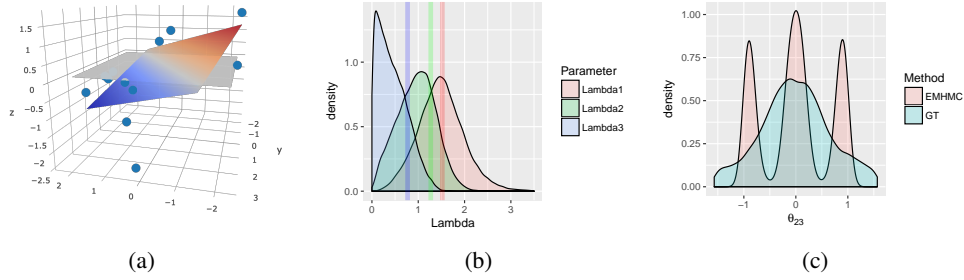 1.5
1
0.5
0
−0.5
−1
−1.5
−2
−2.5
z
2
1
0
−1
−2
−2
−1
0
1
2
3
y
(a)
1.0
0.5
0.0
density
0
1
2
3
Lambda
Parameter
Lambda1
Lambda2
Lambda3
(b)
1.00
0.75
0.50
0.25
0.00
density
−1
0
1
θ23
Method
EMHMC
GT
(c)